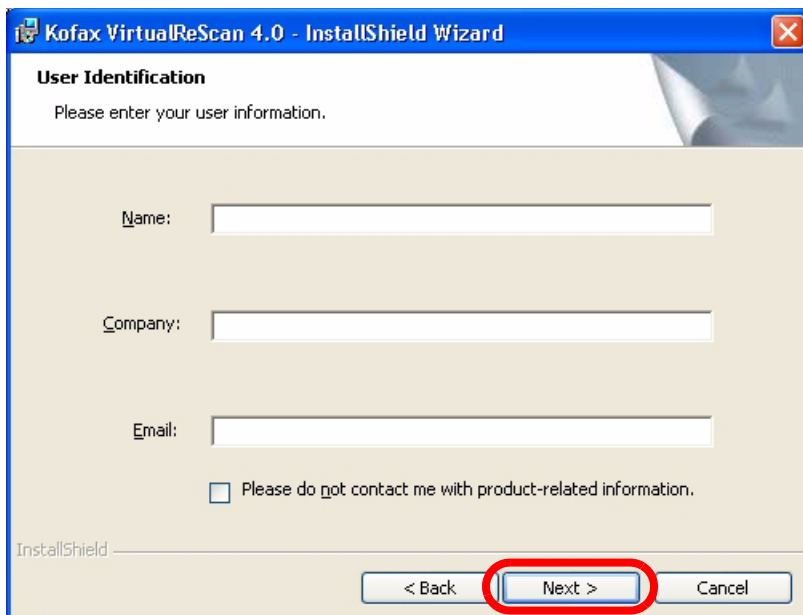 Kofax VirtualReScan 4.0 - InstallShield Wizard
User Identification
Please enter your user information.
Name:
Company:
Email:
Please do not contact me with product-related information.
InstallShield
< Back Next > Cancel